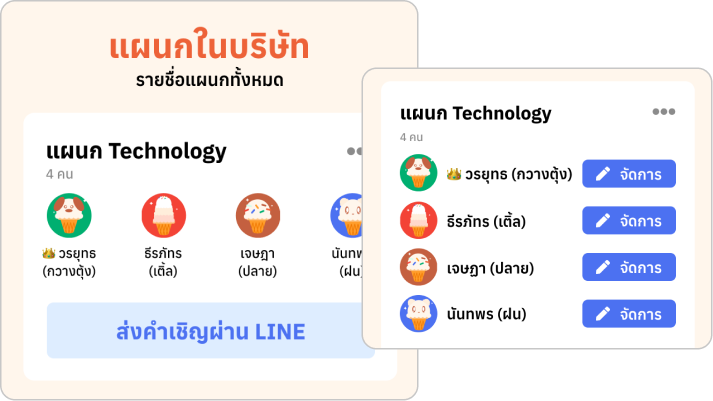 แผนกในบริษัท
รายชื่อแผนกทั้งหมด
แผนก Technology
4 คน
วรยุทธ
(กวางตุ้ง)
ธีรภัทร
(เติ้ล)
เจษฎา
(ปลาย)
นันทพ
(ฝน)
ส่งคำเชิญผ่าน LINE
แผนก Technology
4 คน
วรยุทธ (กวางตุ้ง) จัดการ
ธีรภัทร (เติ้ล) จัดการ
เจษฎา (ปลาย) จัดการ
นันทพร (ฝน) จัดการ